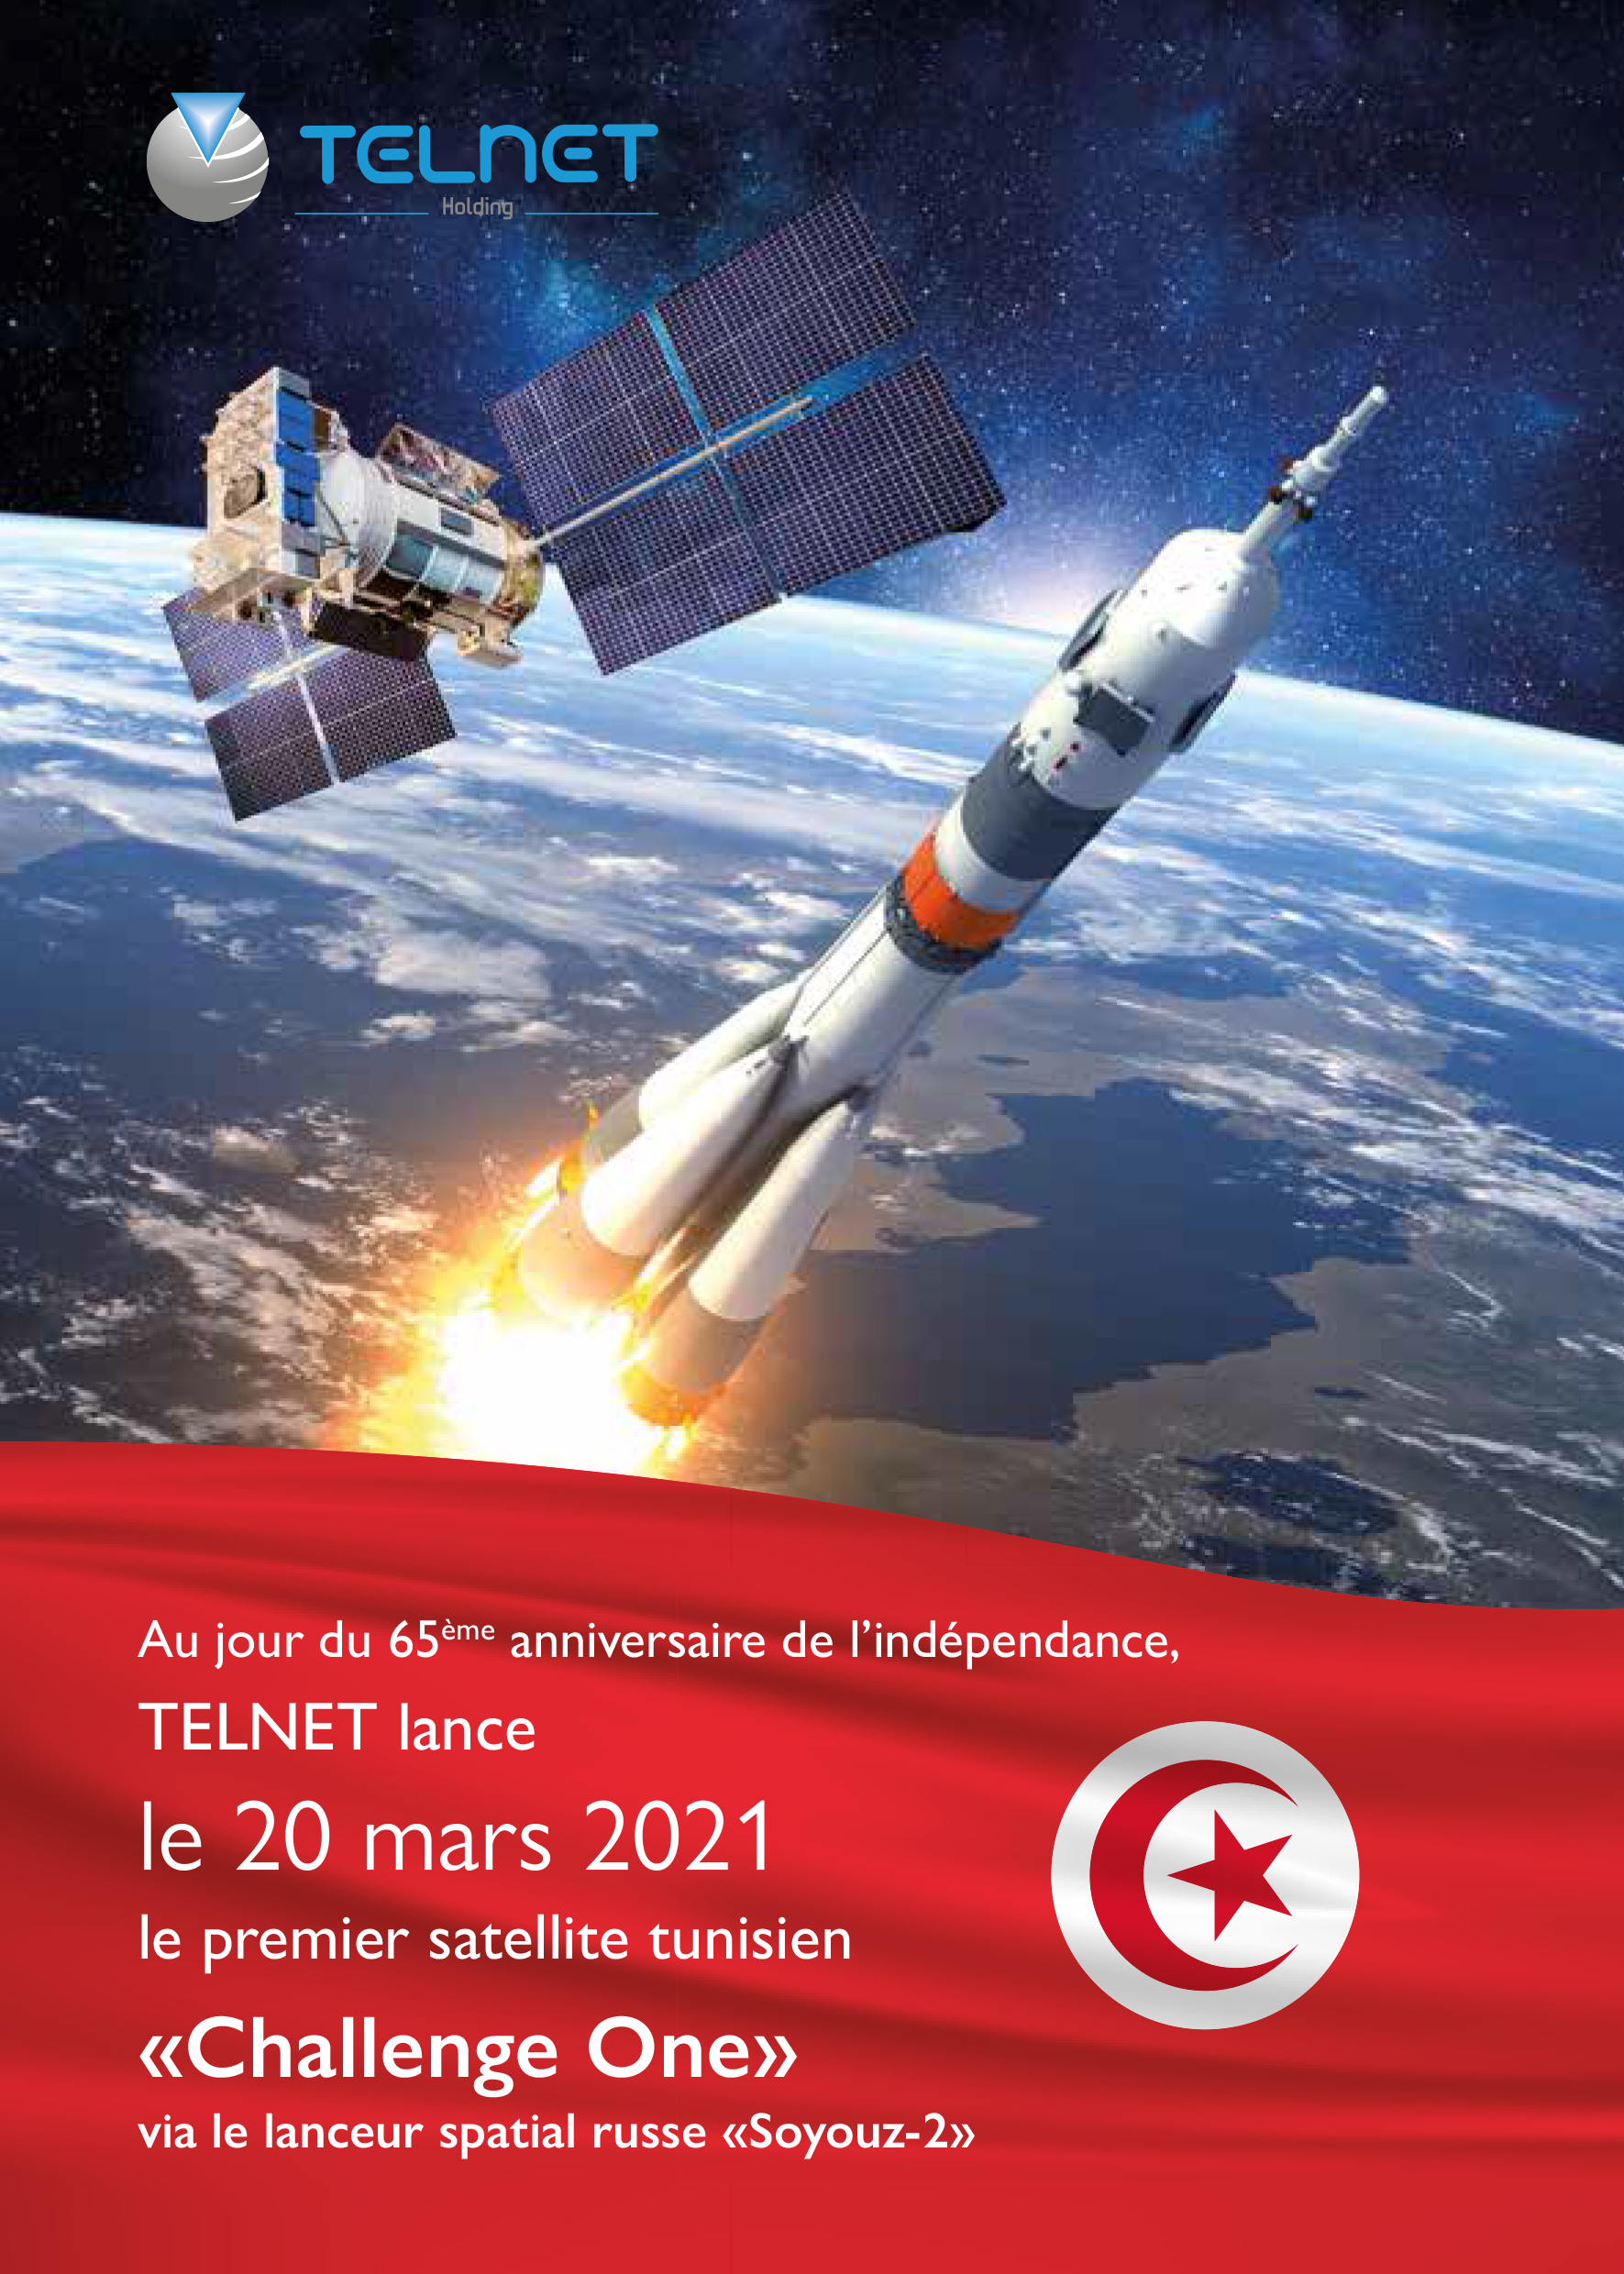 TELNET
Holding
Au jour du 65ème anniversaire de l’indépendance,
TELNET lance
le 20 mars 2021
le premier satellite tunisien
«Challenge One»
via le lanceur spatial russe «Soyouz-2»